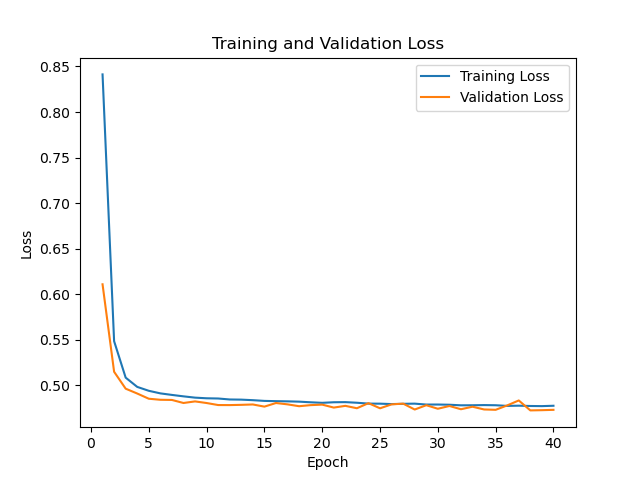 Training and Validation Loss
Training Loss
Validation Loss
Loss
0.85
0.80
0.75
0.70
0.65
0.60
0.55
0.50
0 5 10 15 20 25 30 35 40
Epoch